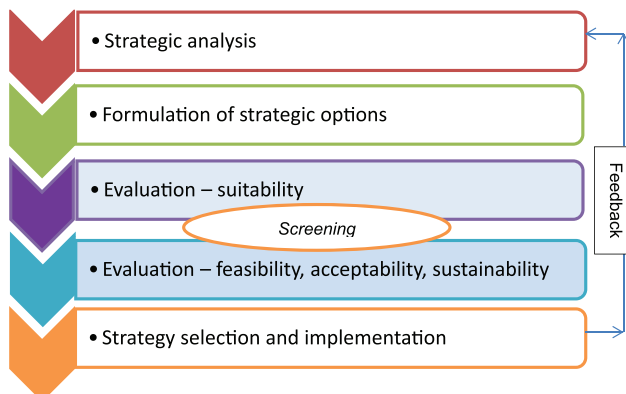 • Strategic analysis
• Formulation of strategic options
• Evaluation – suitability
Screening
• Evaluation – feasibility, acceptability, sustainability
• Strategy selection and implementation
Feedback